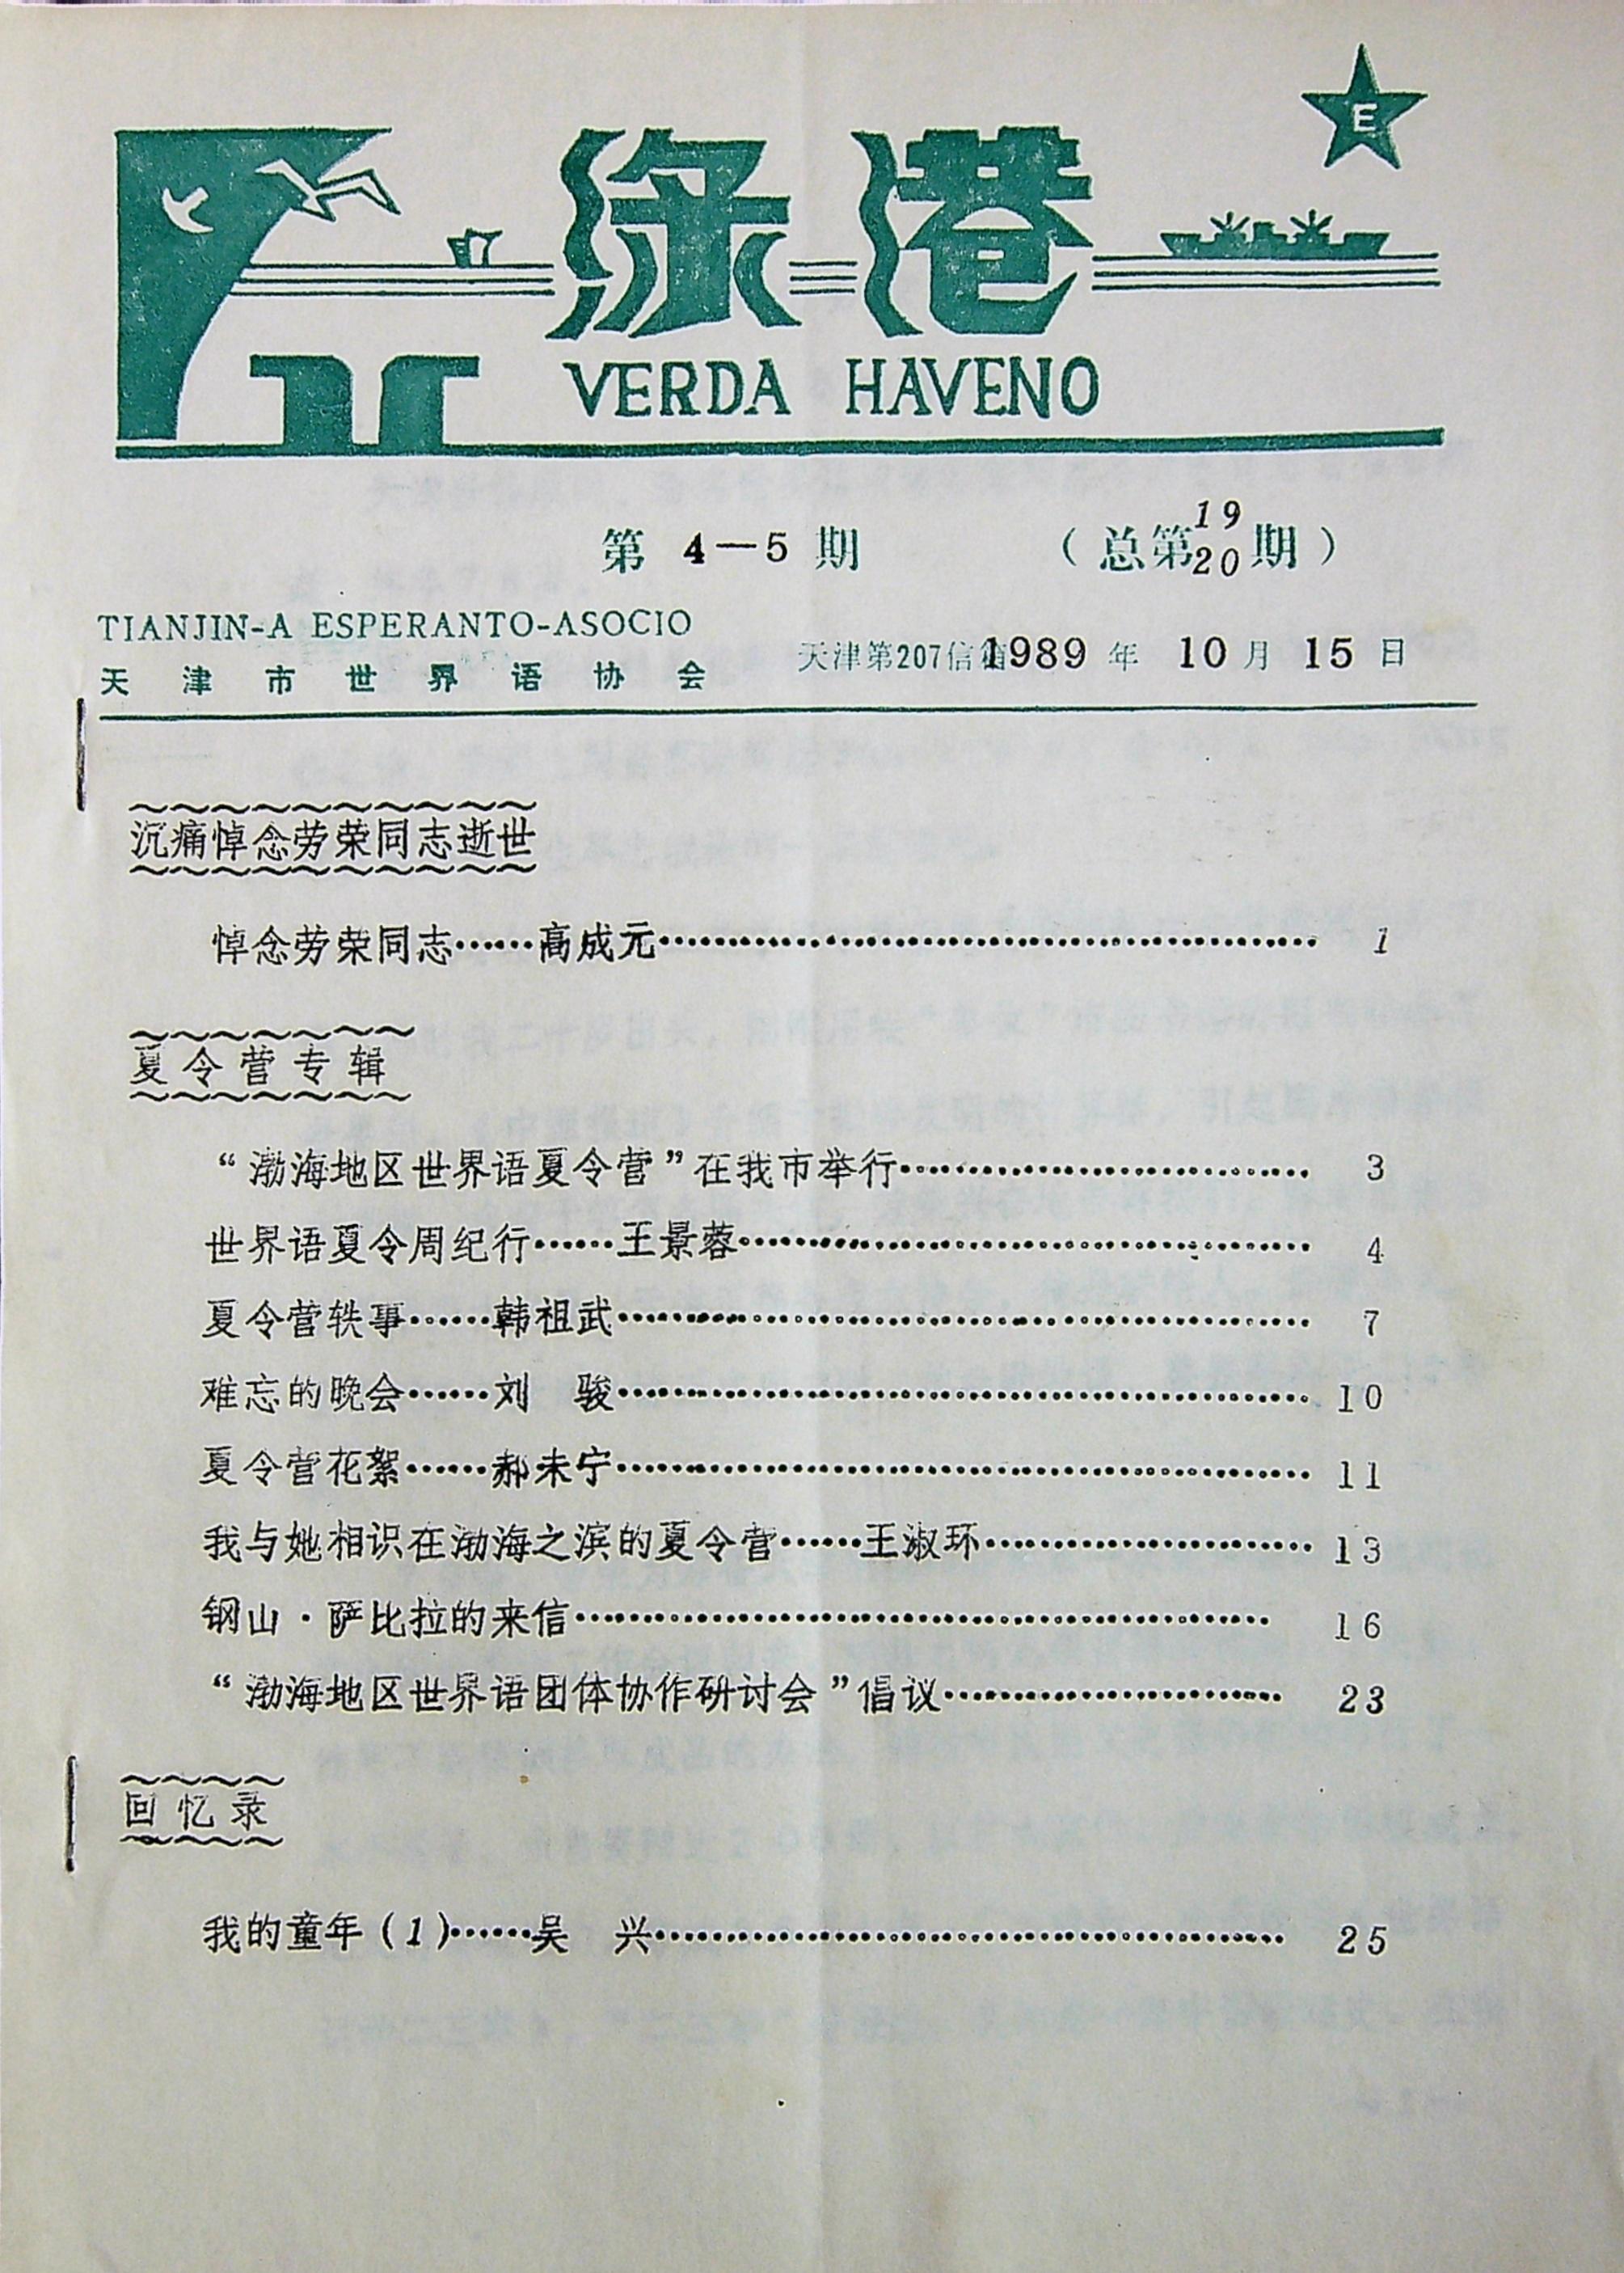 E
绿港
VERDA HAVENO
第 4—5 期 （总第19 20期）
TIANJIN-A ESPERANTO-ASOCIO
天津市世界语协会 天津第207信箱 1989 年 10 月 15 日
沉痛悼念劳荣同志逝世
悼念劳荣同志……高成元…………………… 1
夏令营专辑
“渤海地区世界语夏令营”在我市举行…………………… 3
世界语夏令周纪行……王景蓉…………………… 4
夏令营轶事……韩祖武…………………… 7
难忘的晚会……刘 骏…………………… 10
夏令营花絮……郝未宁…………………… 11
我与她相识在渤海之滨的夏令营……王淑环…………………… 13
钢山·萨比拉的来信…………………… 16
“渤海地区世界语团体协作研讨会”倡议…………………… 23
回忆录
我的童年(1)……吴 兴…………………… 25